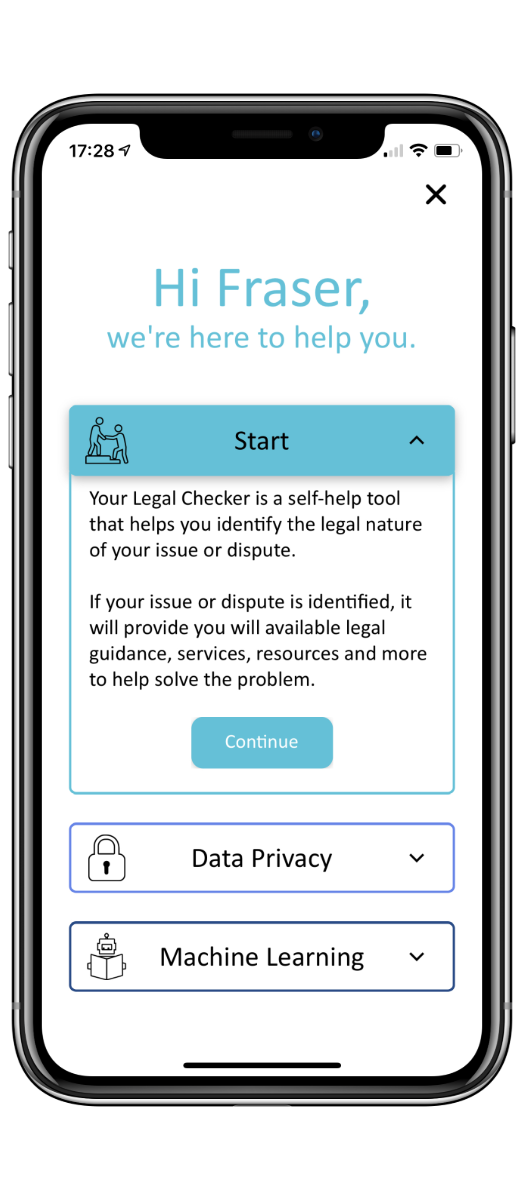 17:28
Hi Fraser,
we're here to help you.
Start
Your Legal Checker is a self-help tool
that helps you identify the legal nature
of your issue or dispute.
If your issue or dispute is identified, it
will provide you will available legal
guidance, services, resources and more
to help solve the problem.
Continue
Data Privacy
Machine Learning